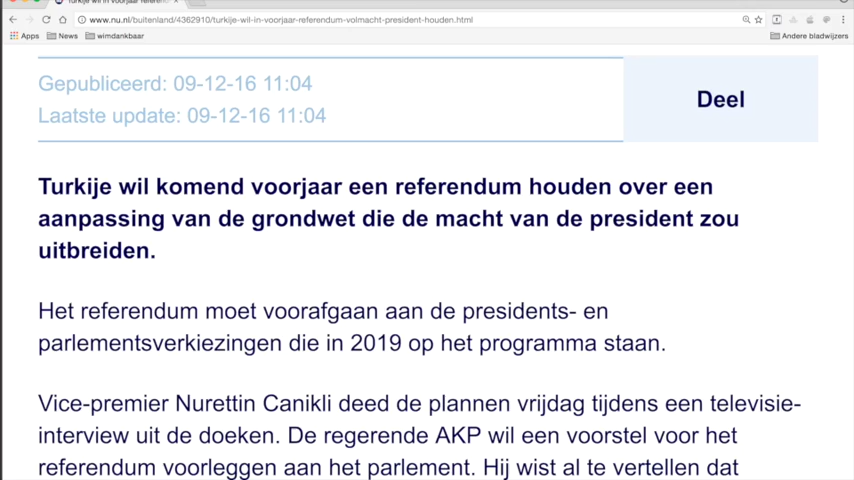 Turkije wil in voorjaar referend
www.nu.nl/buitenland/4362910/turkije-wil-in-voorjaar-referendum-volmacht-president-houden.html
Apps News wimdankbaar Andere bladwijzers
Gepubliceerd: 09-12-16 11:04
Laatste update: 09-12-16 11:04
Deel
Turkije wil komend voorjaar een referendum houden over een
aanpassing van de grondwet die de macht van de president zou
uitbreiden.
Het referendum moet voorafgaan aan de presidents- en
parlementsverkiezingen die in 2019 op het programma staan.
Vice-premier Nurettin Canikli deed de plannen vrijdag tijdens een televisie-
interview uit de doeken. De regerende AKP wil een voorstel voor het
referendum voorleggen aan het parlement. Hij wist al te vertellen dat